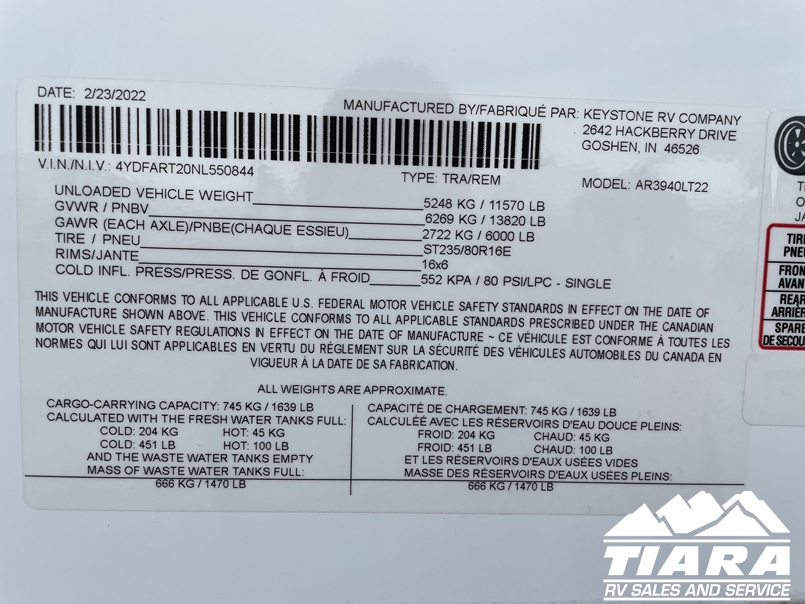 DATE: 2/23/2022
MANUFACTURED BY/FABRIQUÉ PAR: KEYSTONE RV COMPANY
2642 HACKBERRY DRIVE
GOSHEN, IN 46526
V.I.N./N.I.V.: 4YDFART20NL550844
TYPE: TRA/REM
MODEL: AR3940LT22
UNLOADED VEHICLE WEIGHT 5248 KG / 11570 LB
GVWR / PNBV 6269 KG / 13820 LB
GAWR (EACH AXLE)/PNBE(CHAQUE ESSIEU) 2722 KG / 6000 LB
TIRE / PNEU ST235/80R16E
RIMS/JANTE 16x6
COLD INFL. PRESS/PRESS. DE GONFL. À FROID 552 KPA / 80 PSI/LPC - SINGLE
THIS VEHICLE CONFORMS TO ALL APPLICABLE U.S. FEDERAL MOTOR VEHICLE SAFETY STANDARDS IN EFFECT ON THE DATE OF
MANUFACTURE SHOWN ABOVE. THIS VEHICLE CONFORMS TO ALL APPLICABLE STANDARDS PRESCRIBED UNDER THE CANADIAN
MOTOR VEHICLE SAFETY REGULATIONS IN EFFECT ON THE DATE OF MANUFACTURE ~ CE VÉHICULE EST CONFORME À TOUTES LES
NORMES QUI LUI SONT APPLICABLES EN VERTU DU RÉGLEMENT SUR LA SÉCURITÉ DES VÉHICULES AUTOMOBILES DU CANADA EN
VIGUEUR À LA DATE DE SA FABRICATION.
ALL WEIGHTS ARE APPROXIMATE.
CARGO-CARRYING CAPACITY: 745 KG / 1639 LB
CALCULATED WITH THE FRESH WATER TANKS FULL:
COLD: 204 KG HOT: 45 KG
COLD: 451 LB HOT: 100 LB
AND THE WASTE WATER TANKS EMPTY
MASS OF WASTE WATER TANKS FULL:
666 KG / 1470 LB
CAPACITÉ DE CHARGEMENT: 745 KG / 1639 LB
CALCULÉE AVEC LES RÉSERVOIRS D'EAU DOUCE PLEINS:
FROID: 204 KG CHAUD: 45 KG
FROID: 451 LB CHAUD: 100 LB
ET LES RÉSERVOIRS D'EAUX USÉES VIDES
MASSE DES RÉSERVOIRS D'EAUX USÉES PLEINS:
666 KG / 1470 LB
TIRE
PNEU
FRON
AVAN
REAR
ARRIÈR
SPARE
DE SECOU
TIARA
RV SALES AND SERVICE